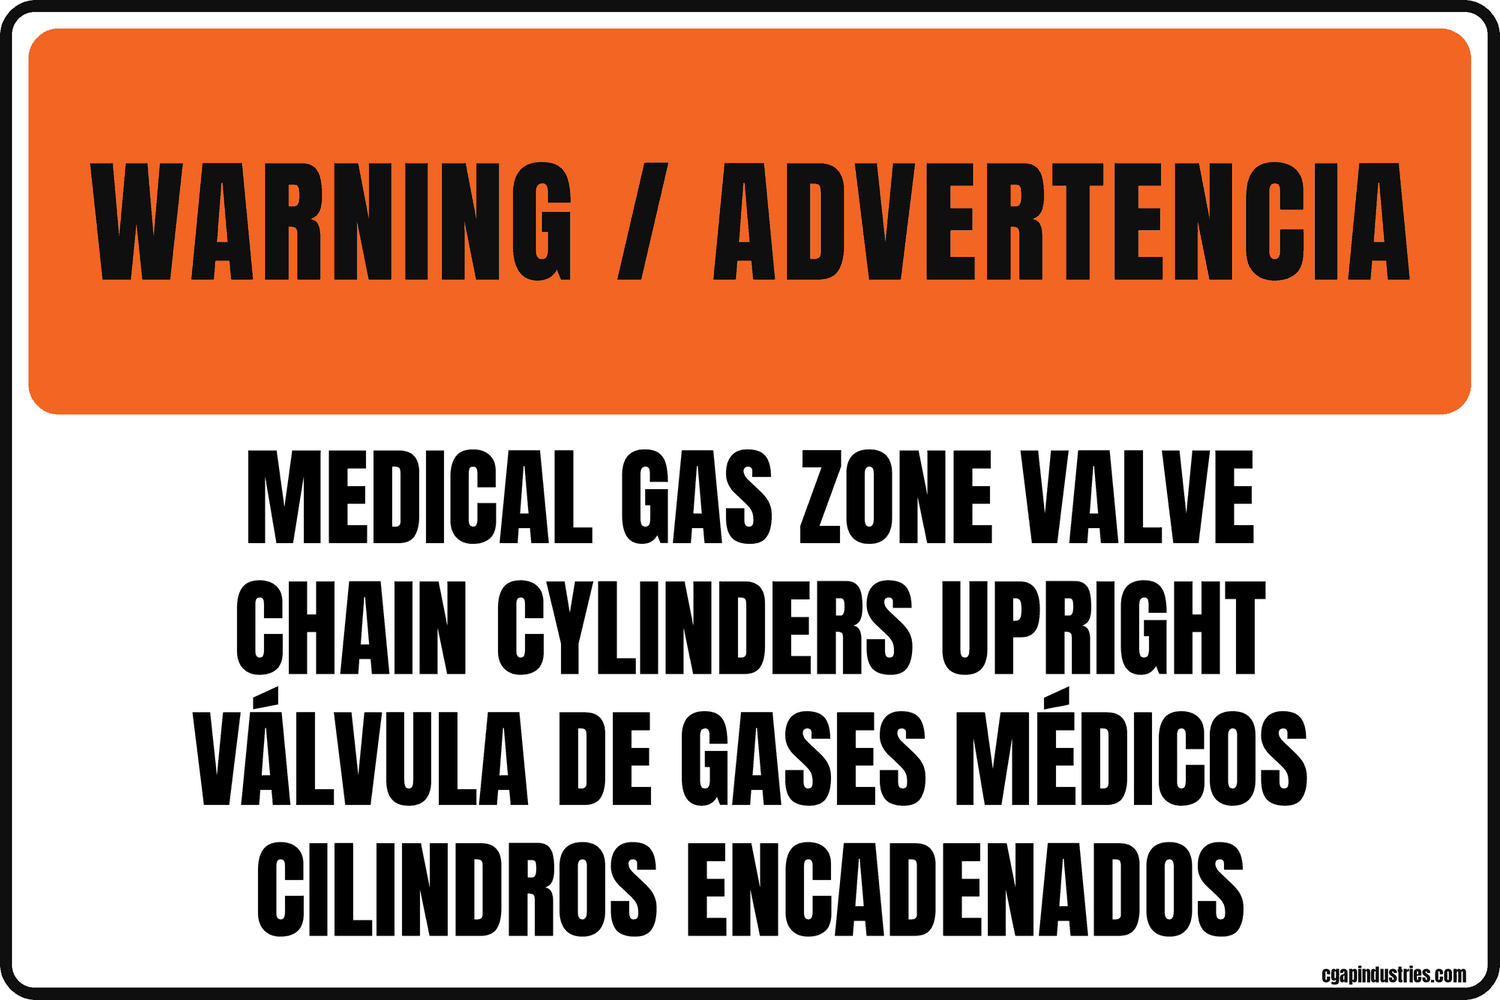 WARNING / ADVERTENCIA
MEDICAL GAS ZONE VALVE
CHAIN CYLINDERS UPRIGHT
VÁLVULA DE GASES MÉDICOS
CILINDROS ENCADENADOS
cgapindustries.com